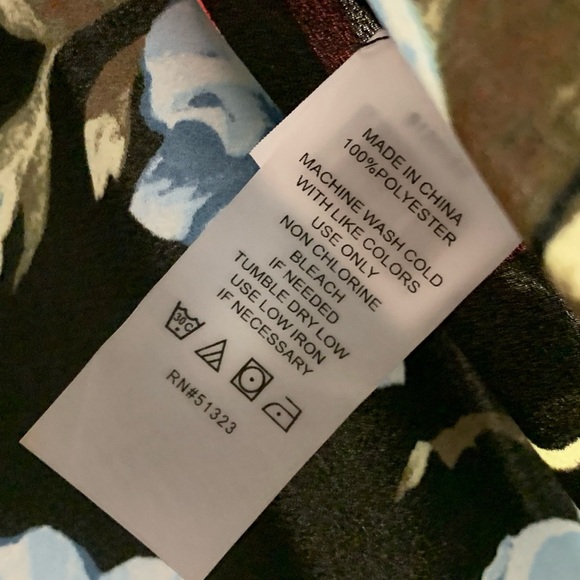 MADE IN CHINA
100%POLYESTER
MACHINE WASH COLD
WITH LIKE COLORS
USE ONLY
NON CHLORINE
BLEACH
IF NEEDED
TUMBLE DRY LOW
USE LOW IRON
IF NECESSARY
30C
RN#51323